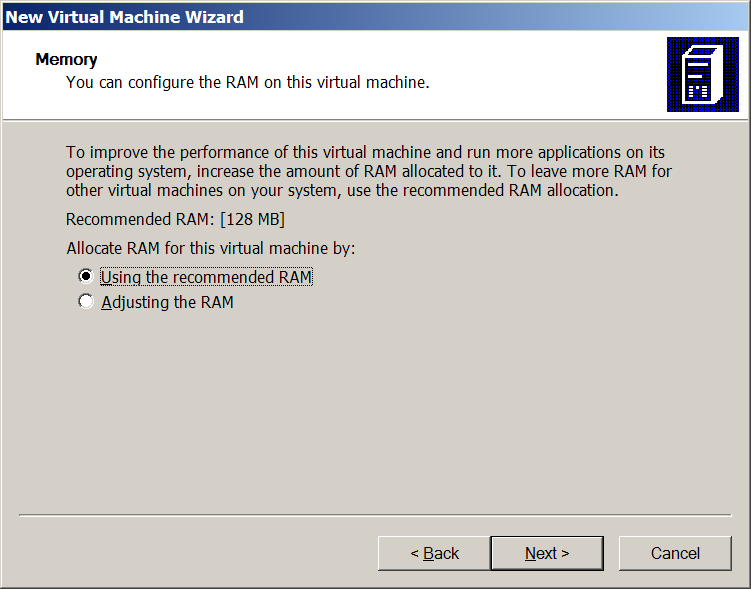 New Virtual Machine Wizard
Memory
You can configure the RAM on this virtual machine.
To improve the performance of this virtual machine and run more applications on its
operating system, increase the amount of RAM allocated to it. To leave more RAM for
other virtual machines on your system, use the recommended RAM allocation.
Recommended RAM: [128 MB]
Allocate RAM for this virtual machine by:
Using the recommended RAM
Adjusting the RAM
< Back
Next >
Cancel